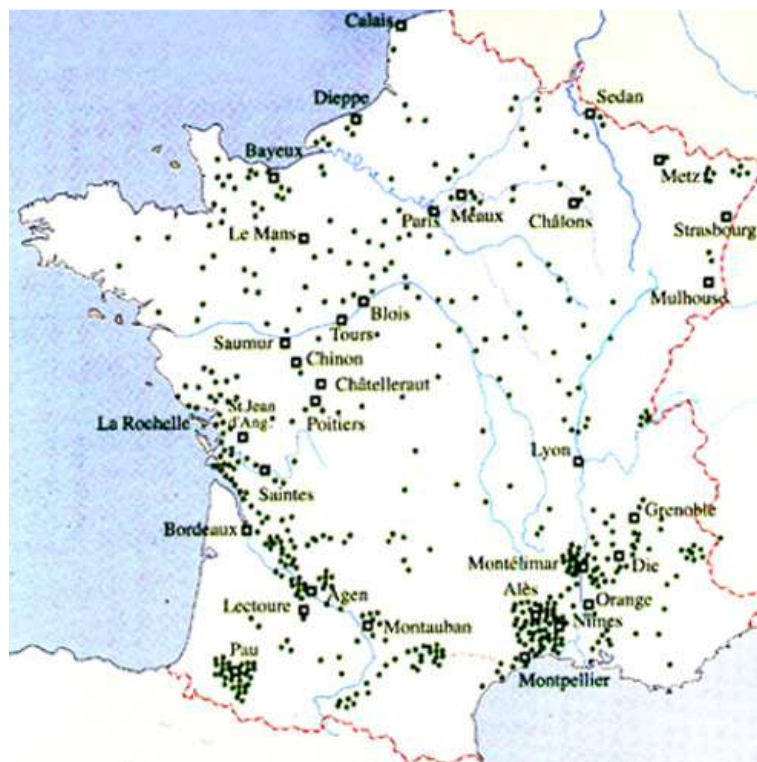 Calais
Dieppe
Sedan
Bayeux
Metz
Paris
Méaux
Châlons
Strasbourg
Le Mans
Mulhouse
Blois
Tours
Saumur
Chinon
Châtelleraut
St.Jean
d'Ang.
La Rochelle
Poitiers
Lyon
Saintes
Grenoble
Bordeaux
Montélimar
Die
Alès
Agen
Orange
Lectoure
Nîmes
Montauban
Pau
Montpellier